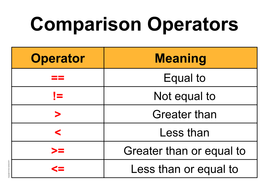 Comparison Operators
Operator Meaning
== Equal to
!= Not equal to
> Greater than
< Less than
>= Greater than or equal to
<= Less than or equal to